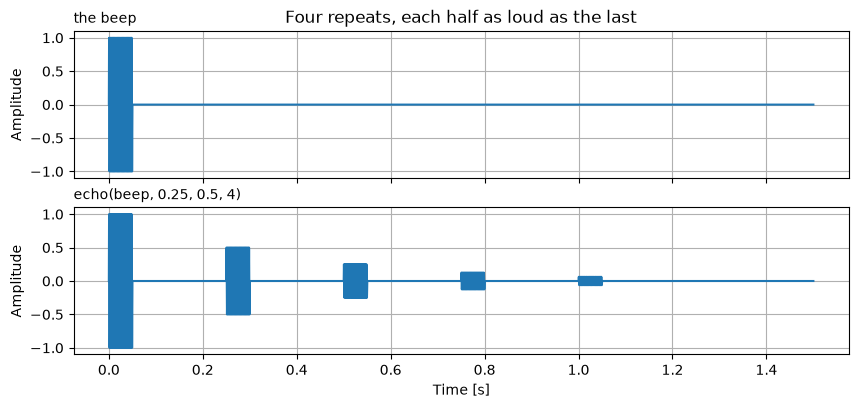 the beep
Four repeats, each half as loud as the last
1.0
0.5
0.0
−0.5
−1.0
Amplitude
echo(beep, 0.25, 0.5, 4)
1.0
0.5
0.0
−0.5
−1.0
Amplitude
0.0 0.2 0.4 0.6 0.8 1.0 1.2 1.4
Time [s]